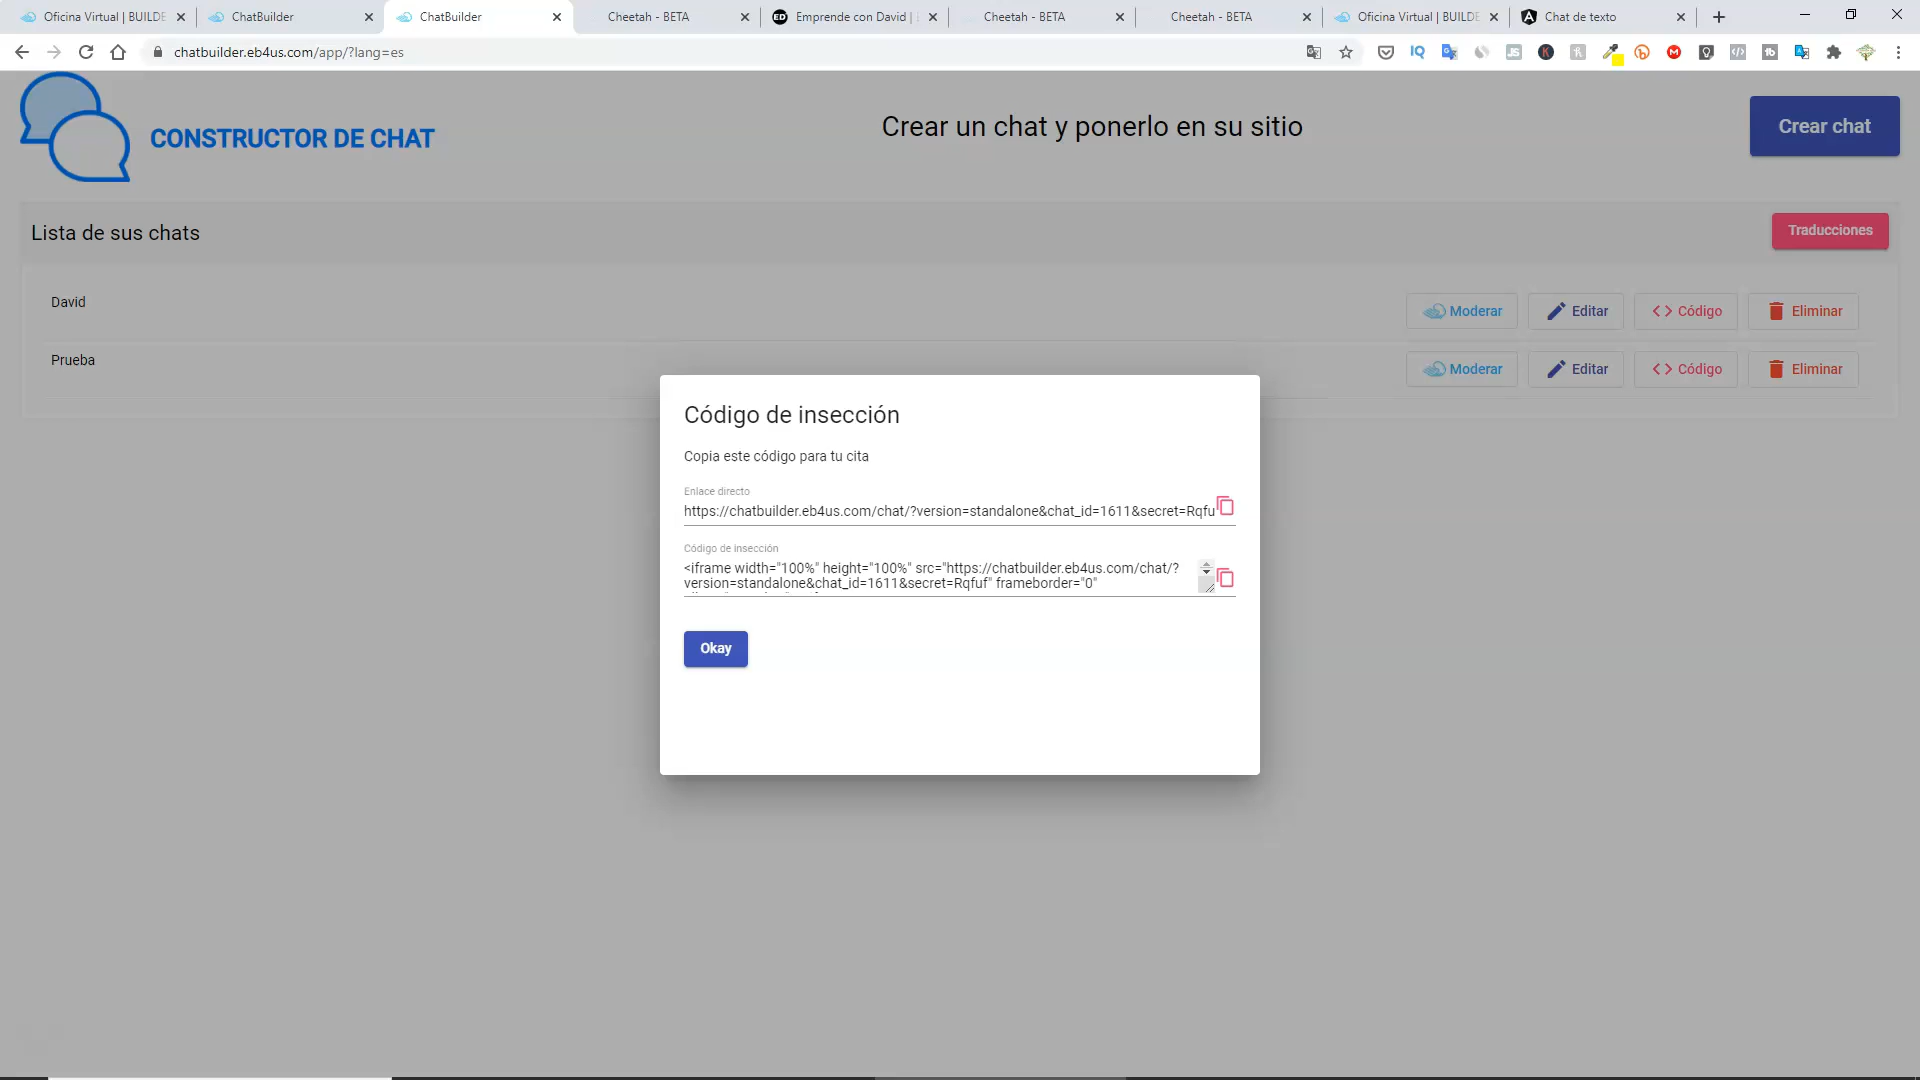 Oficina Virtual | BUILDE
ChatBuilder
ChatBuilder
Cheetah - BETA
Emprende con David |
Cheetah - BETA
Cheetah - BETA
Oficina Virtual | BUILDE
Chat de texto
chatbuilder.eb4us.com/app/?lang=es
CONSTRUCTOR DE CHAT
Crear un chat y ponerlo en su sitio
Crear chat
Lista de sus chats
Traducciones
David
Moderar
Editar
Código
Eliminar
Prueba
Moderar
Editar
Código
Eliminar
Código de insección
Copia este código para tu cita
Enlace directo
https://chatbuilder.eb4us.com/chat/?version=standalone&chat_id=1611&secret=Rqfu
Código de insección
<iframe width="100%" height="100%" src="https://chatbuilder.eb4us.com/chat/?
version=standalone&chat_id=1611&secret=Rqfuf" frameborder="0"
Okay